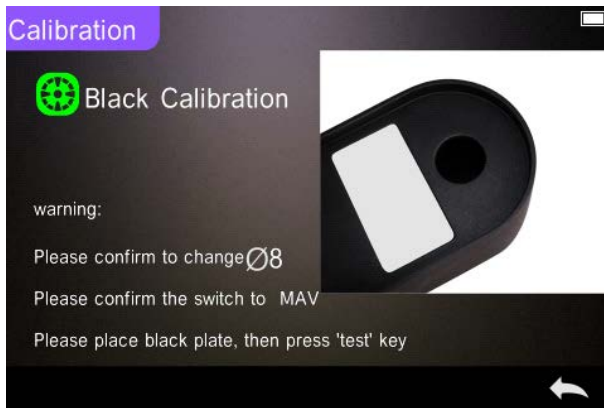 Calibration
Black Calibration
warning:
Please confirm to change∅8
Please confirm the switch to MAV
Please place black plate, then press 'test' key